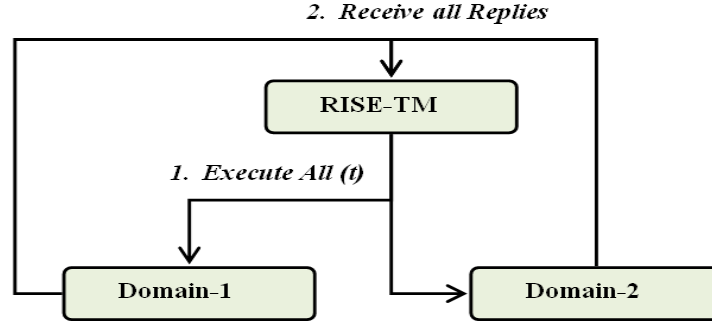 2. Receive all Replies
RISE-TM
1. Execute All (t)
Domain-1
Domain-2